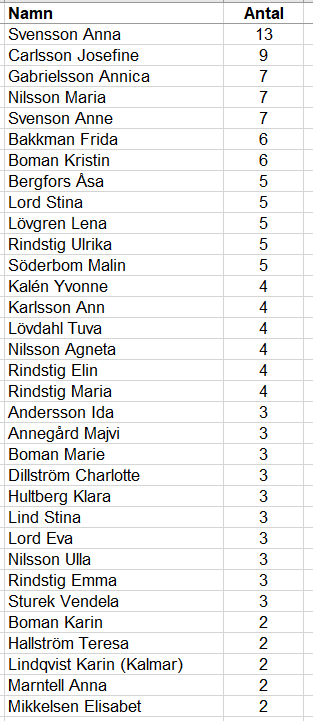 Namn Antal
Svensson Anna 13
Carlsson Josefine 9
Gabrielsson Annica 7
Nilsson Maria 7
Svenson Anne 7
Bakkman Frida 6
Boman Kristin 6
Bergfors Åsa 5
Lord Stina 5
Lövgren Lena 5
Rindstig Ulrika 5
Söderbom Malin 5
Kalén Yvonne 4
Karlsson Ann 4
Lövdahl Tuva 4
Nilsson Agneta 4
Rindstig Elin 4
Rindstig Maria 4
Andersson Ida 3
Annegård Majvi 3
Boman Marie 3
Dillström Charlotte 3
Hultberg Klara 3
Lind Stina 3
Lord Eva 3
Nilsson Ulla 3
Rindstig Emma 3
Sturek Vendela 3
Boman Karin 2
Hallström Teresa 2
Lindqvist Karin (Kalmar) 2
Marntell Anna 2
Mikkelsen Elisabet 2